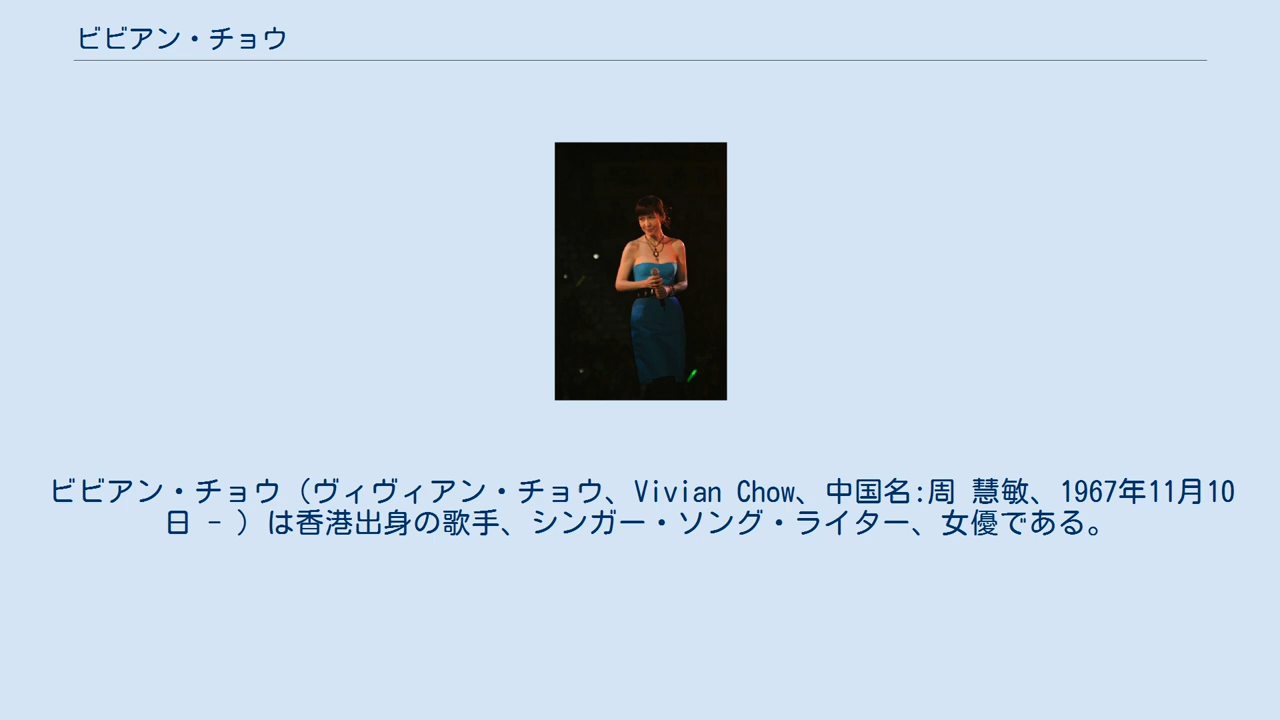 ビビアン・チョウ
ビビアン・チョウ（ヴィヴィアン・チョウ、Vivian Chow、中国名:周 慧敏、1967年11月10
日 - ）は香港出身の歌手、シンガー・ソング・ライター、女優である。